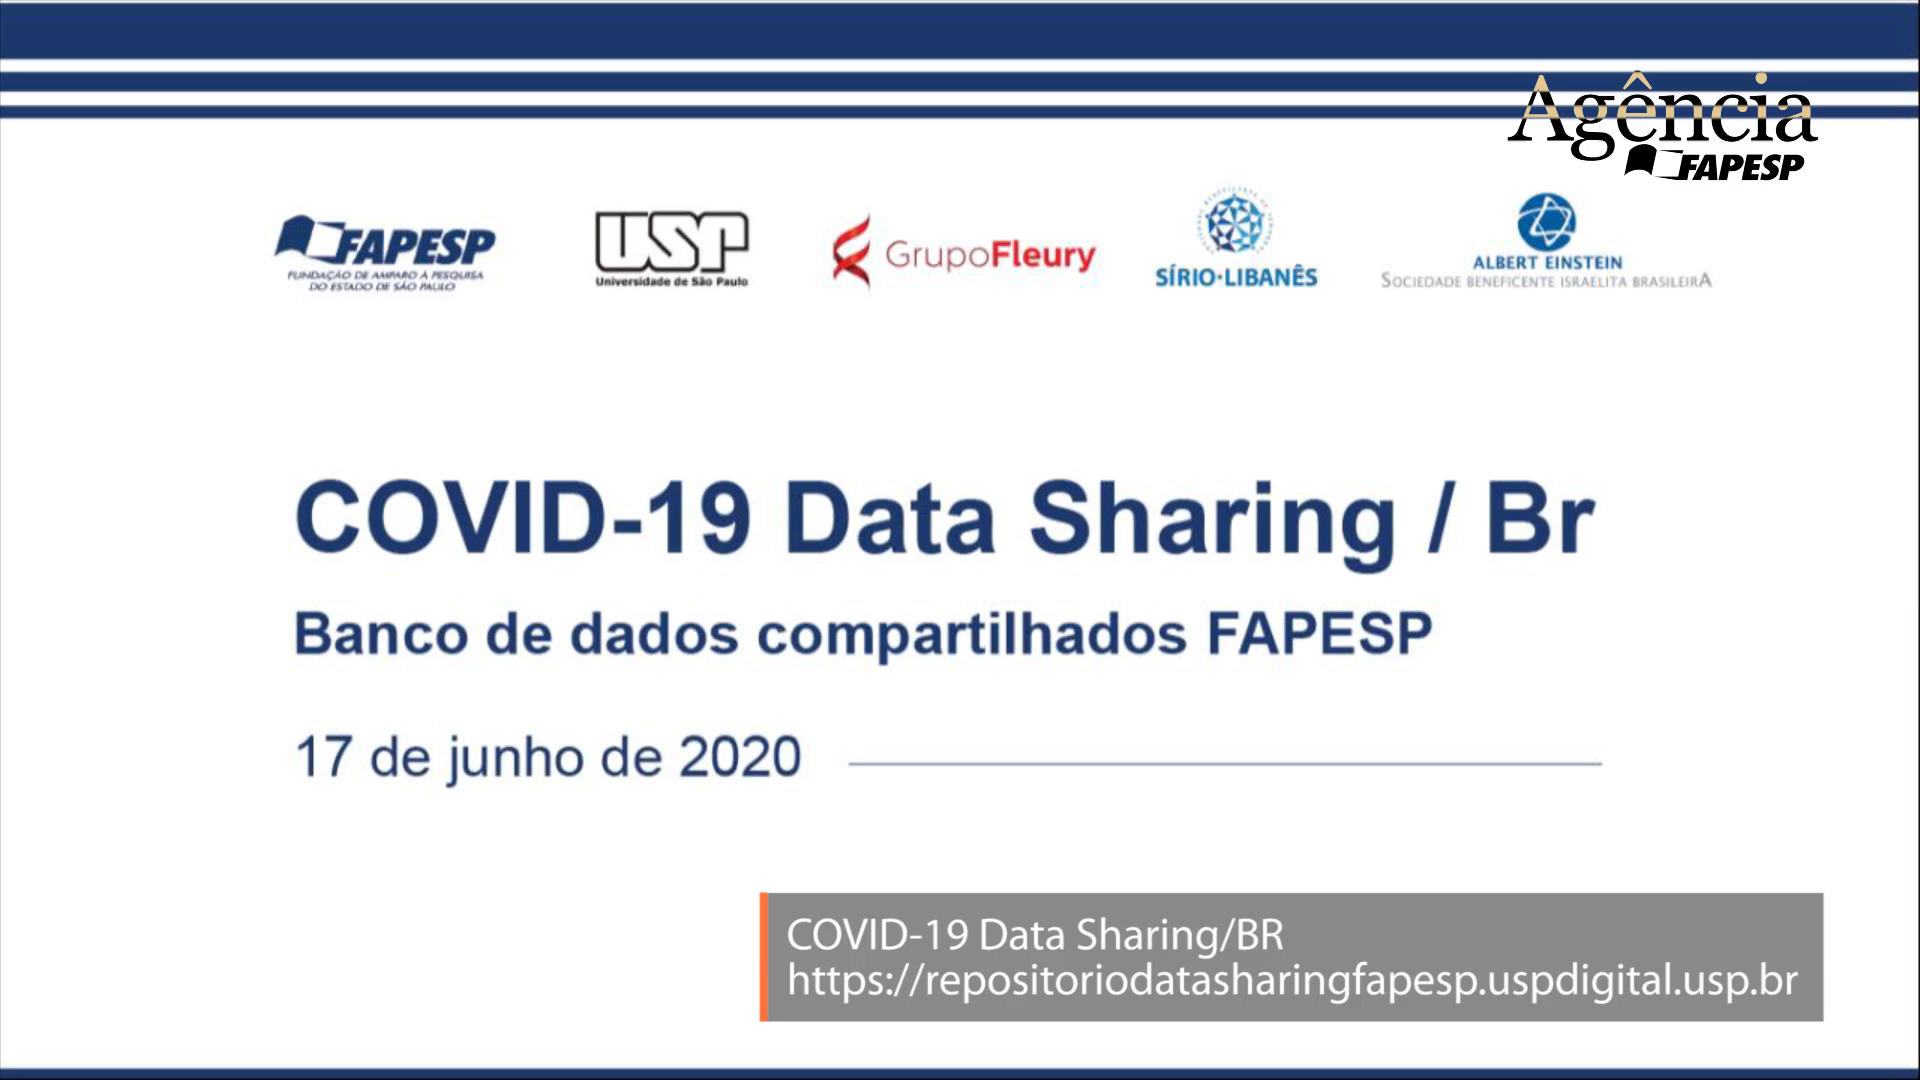 Agência
FAPESP
FAPESP
FUNDAÇÃO DE AMPARO À PESQUISA
DO ESTADO DE SÃO PAULO
USP
Universidade de São Paulo
GrupoFleury
SÍRIO·LIBANÊS
ALBERT EINSTEIN
SOCIEDADE BENEFICENTE ISRAELITA BRASILEIRA
COVID-19 Data Sharing / Br
Banco de dados compartilhados FAPESP
17 de junho de 2020
COVID-19 Data Sharing/BR
https://repositoriodatasharingfapesp.uspdigital.usp.br